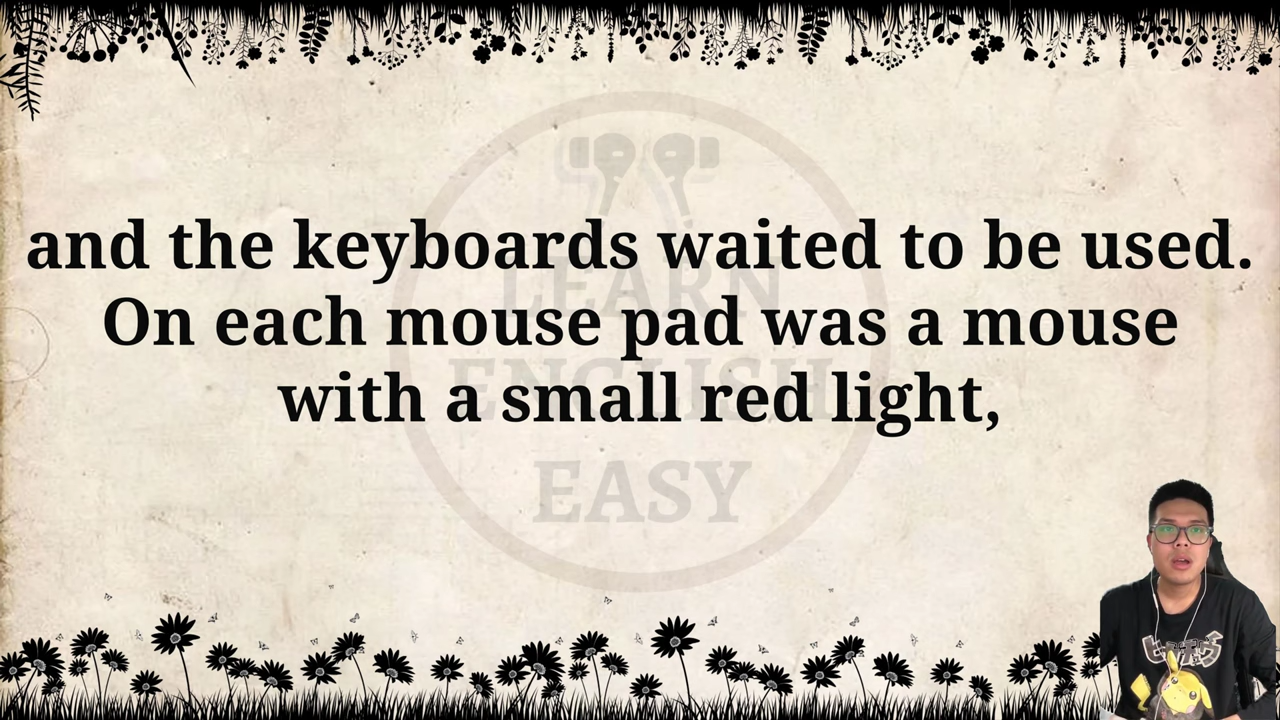 and the keyboards waited to be used.
On each mouse pad was a mouse
with a small red light,
LEARN
ENGLISH
EASY